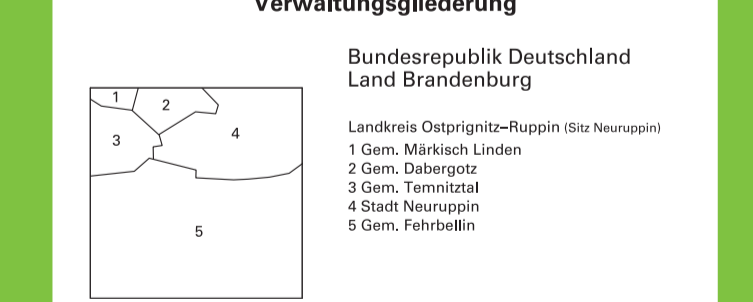 Verwaltungsgliederung
Bundesrepublik Deutschland
Land Brandenburg
Landkreis Ostprignitz–Ruppin (Sitz Neuruppin)
1 Gem. Märkisch Linden
2 Gem. Dabergotz
3 Gem. Temnitztal
4 Stadt Neuruppin
5 Gem. Fehrbellin
1
2
3
4
5